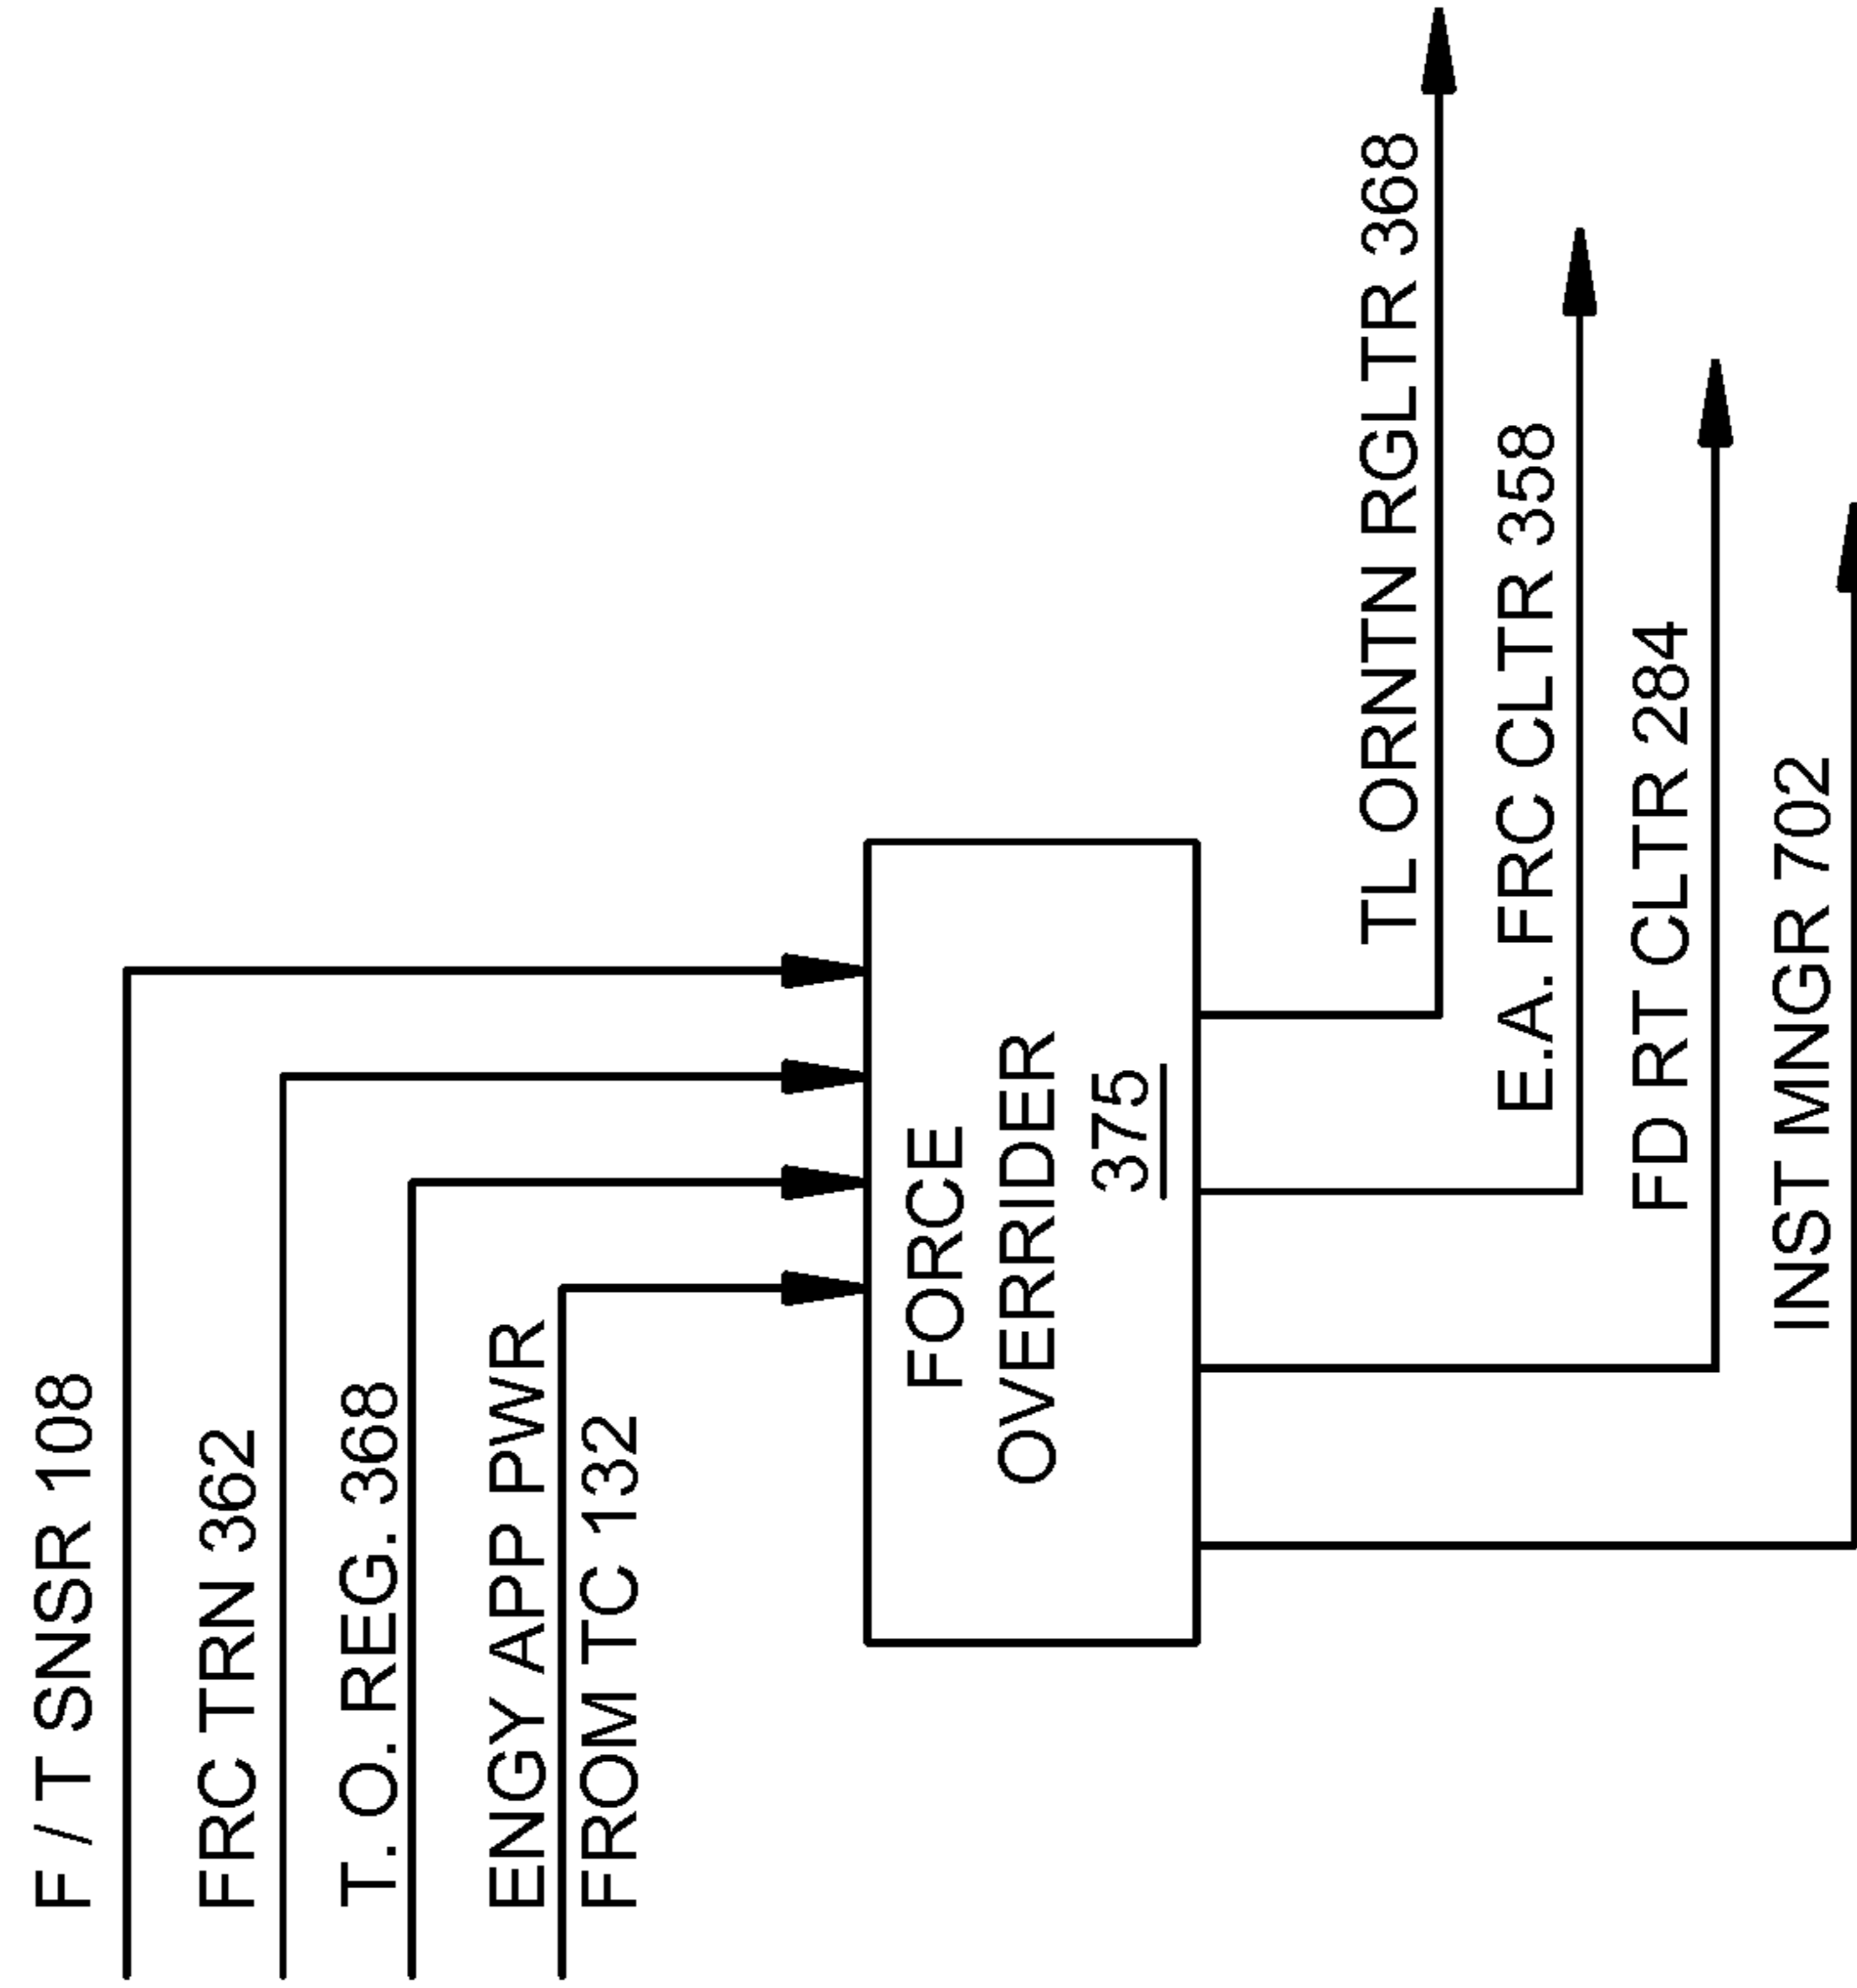 F / T SNSR 108
FRC TRN 362
T. O. REG. 368
ENGY APP PWR
FROM TC 132
FORCE
OVERRIDER
375
TL ORNTN RGLTR 368
E.A. FRC CLTR 358
FD RT CLTR 284
INST MNGR 702